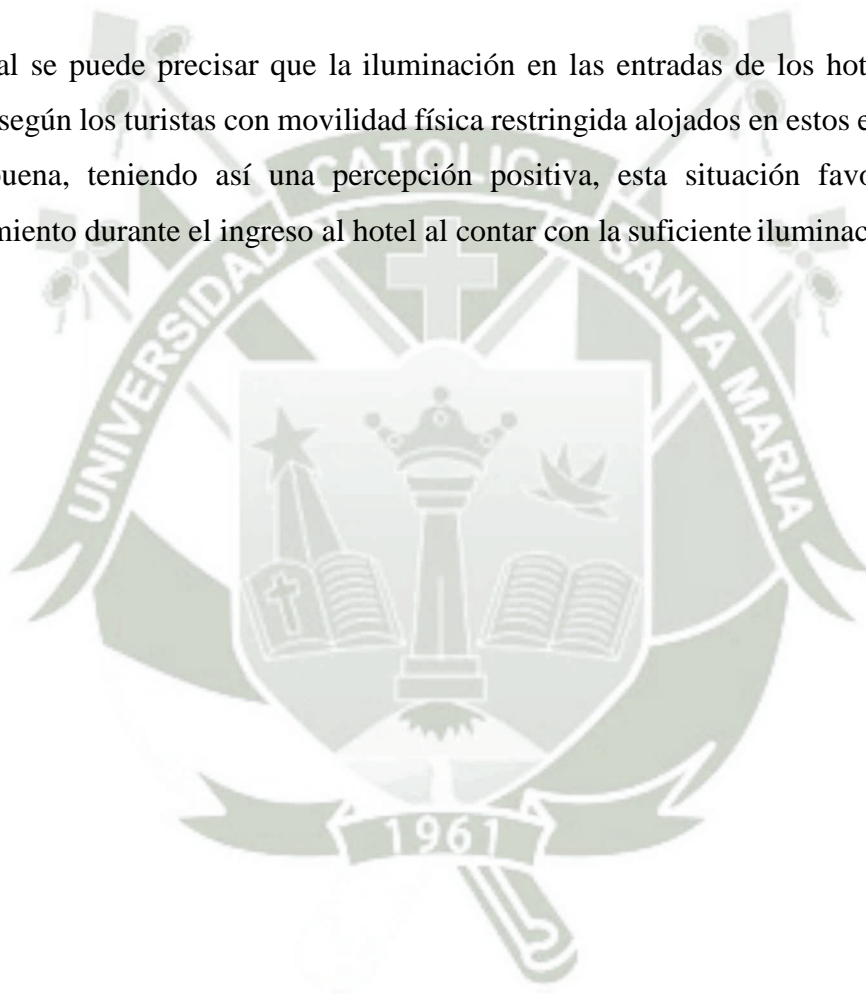 al se puede precisar que la iluminación en las entradas de los hot
según los turistas con movilidad física restringida alojados en estos e
buena, teniendo así una percepción positiva, esta situación favo
miento durante el ingreso al hotel al contar con la suficiente iluminac
UNIVERSIDAD CATOLICA SANTA MARIA
1961